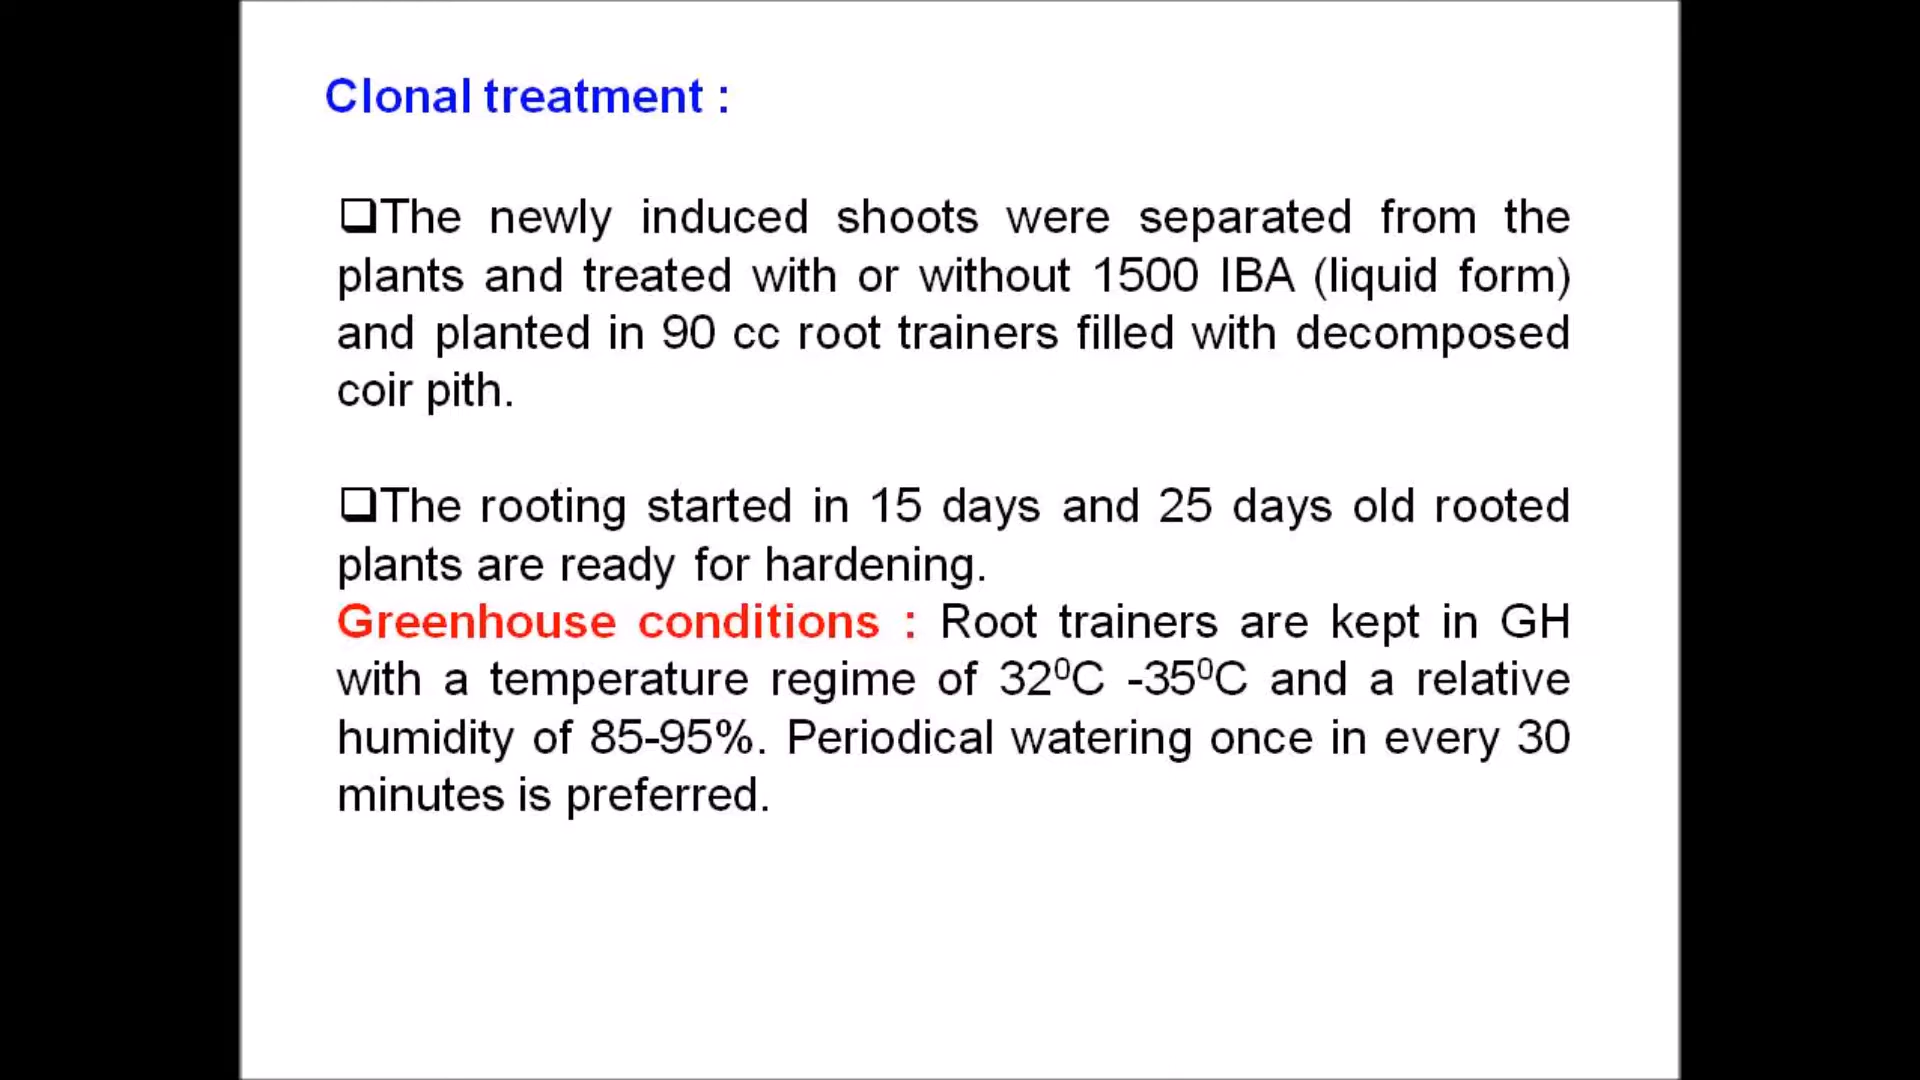 Clonal treatment :
❑The newly induced shoots were separated from the
plants and treated with or without 1500 IBA (liquid form)
and planted in 90 cc root trainers filled with decomposed
coir pith.
❑The rooting started in 15 days and 25 days old rooted
plants are ready for hardening.
Greenhouse conditions : Root trainers are kept in GH
with a temperature regime of 32⁰C -35⁰C and a relative
humidity of 85-95%. Periodical watering once in every 30
minutes is preferred.